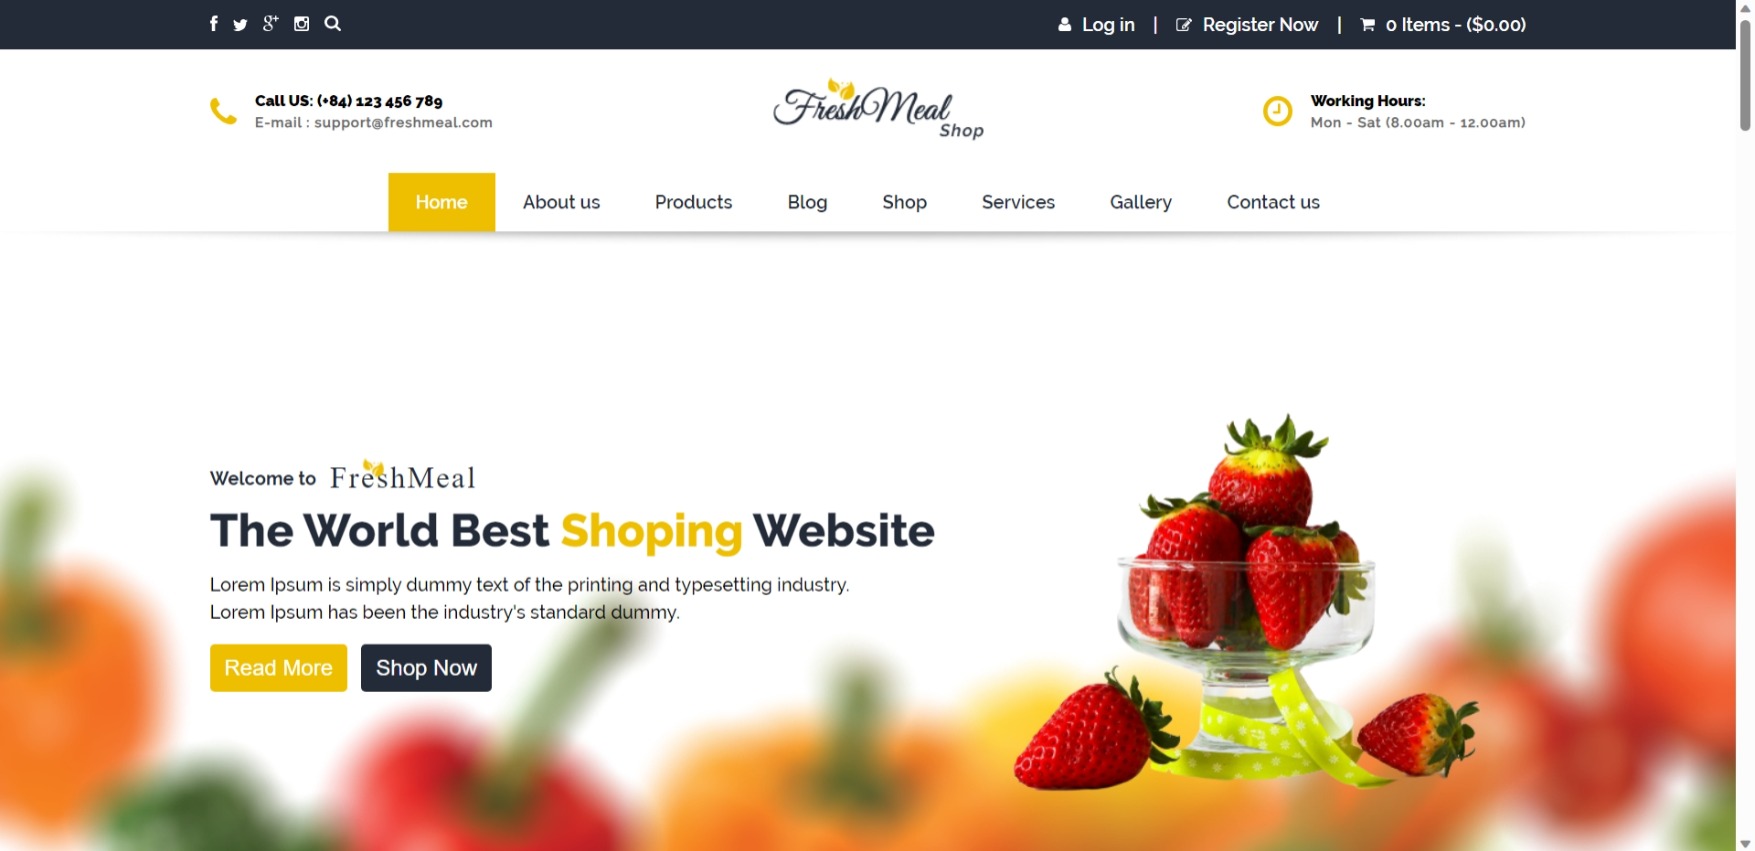 Log in | Register Now | 0 Items - ($0.00)
Call US: (+84) 123 456 789
E-mail : support@freshmeal.com
FreshMeal
Shop
Working Hours:
Mon - Sat (8.00am - 12.00am)
Home About us Products Blog Shop Services Gallery Contact us
Welcome to FreshMeal
The World Best Shoping Website
Lorem Ipsum is simply dummy text of the printing and typesetting industry.
Lorem Ipsum has been the industry's standard dummy.
Read More Shop Now